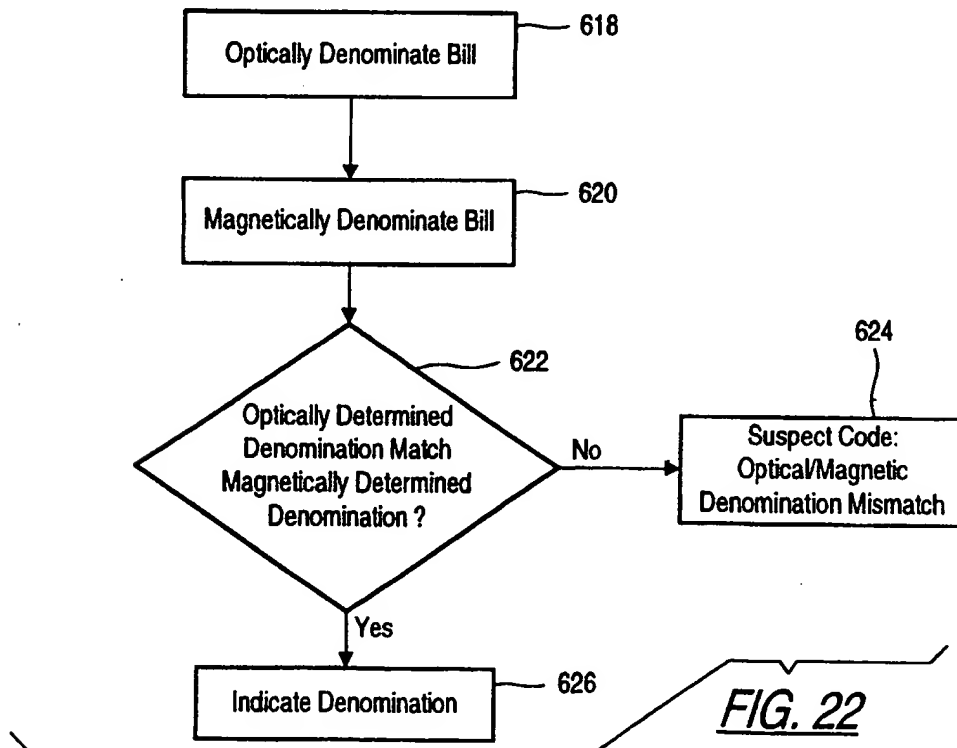 618
Optically Denominate Bill
620
Magnetically Denominate Bill
622
Optically Determined
Denomination Match
Magnetically Determined
Denomination ?
No
624
Suspect Code:
Optical/Magnetic
Denomination Mismatch
Yes
626
Indicate Denomination
FIG. 22